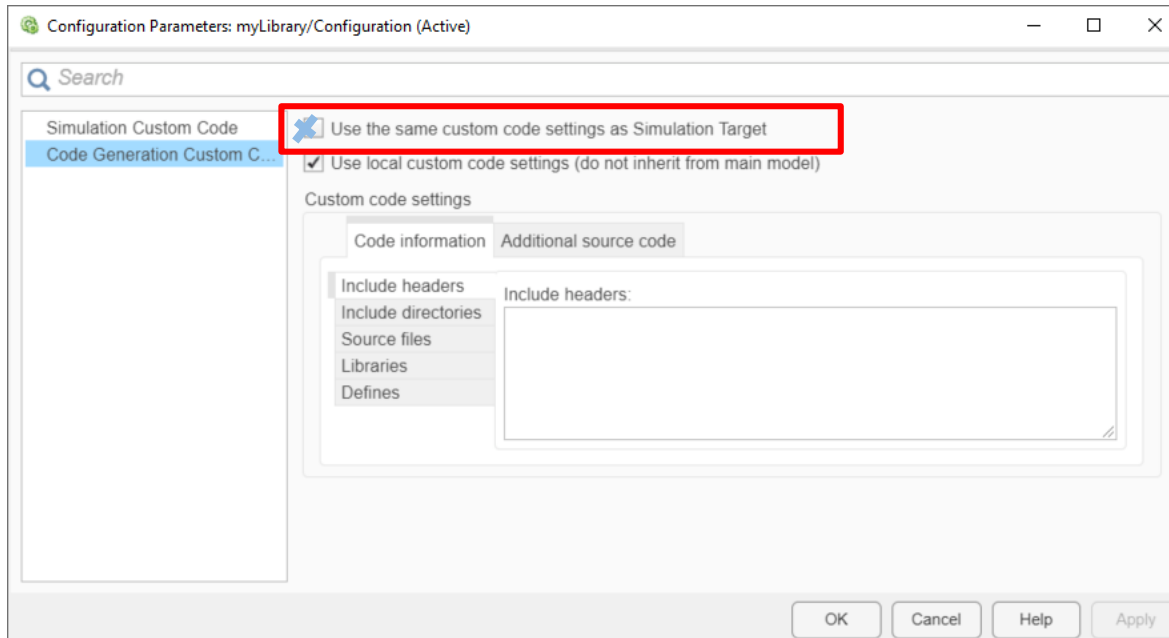 Configuration Parameters: myLibrary/Configuration (Active)
Search
Simulation Custom Code
Code Generation Custom C...
Use the same custom code settings as Simulation Target
Use local custom code settings (do not inherit from main model)
Custom code settings
Code information
Additional source code
Include headers
Include directories
Source files
Libraries
Defines
Include headers:
OK
Cancel
Help
Apply